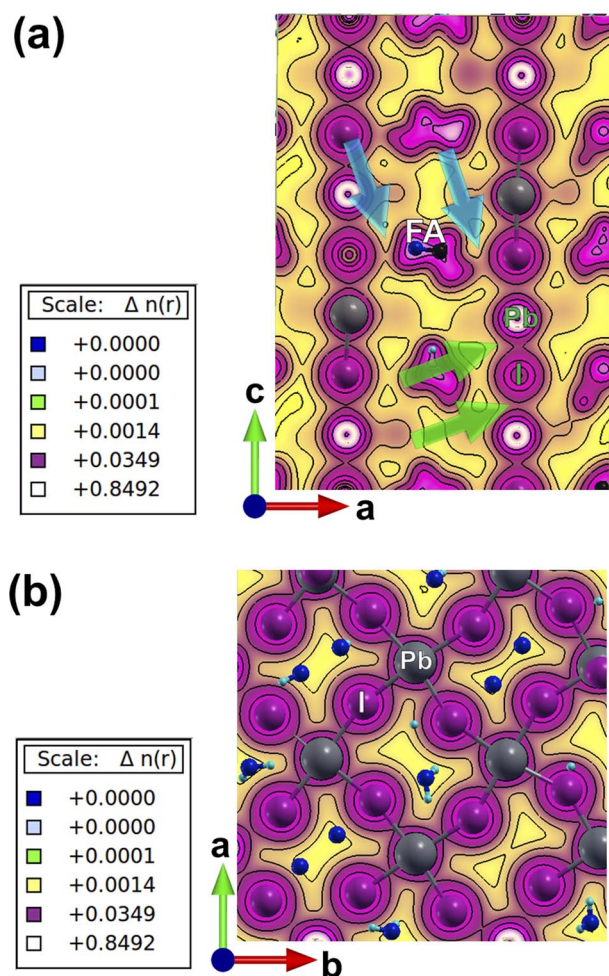 (a)
FA
Pb
I
Scale: Δ n(r)
+0.0000
+0.0000
+0.0001
+0.0014
+0.0349
+0.8492
c
a
(b)
Pb
I
Scale: Δ n(r)
+0.0000
+0.0000
+0.0001
+0.0014
+0.0349
+0.8492
a
b